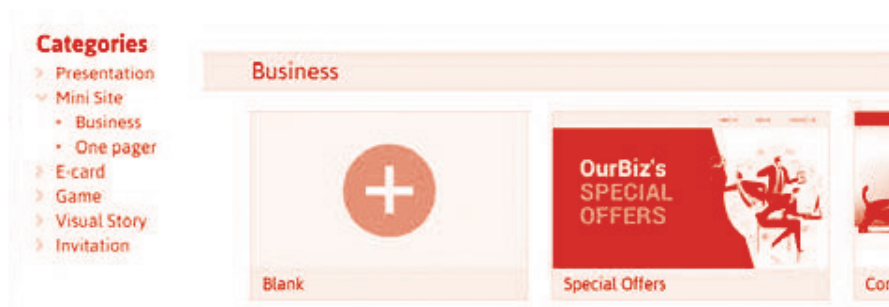 Categories
Presentation
Mini Site
Business
One pager
E-card
Game
Visual Story
Invitation
Business
Blank
OurBiz's
SPECIAL
OFFERS
Special Offers